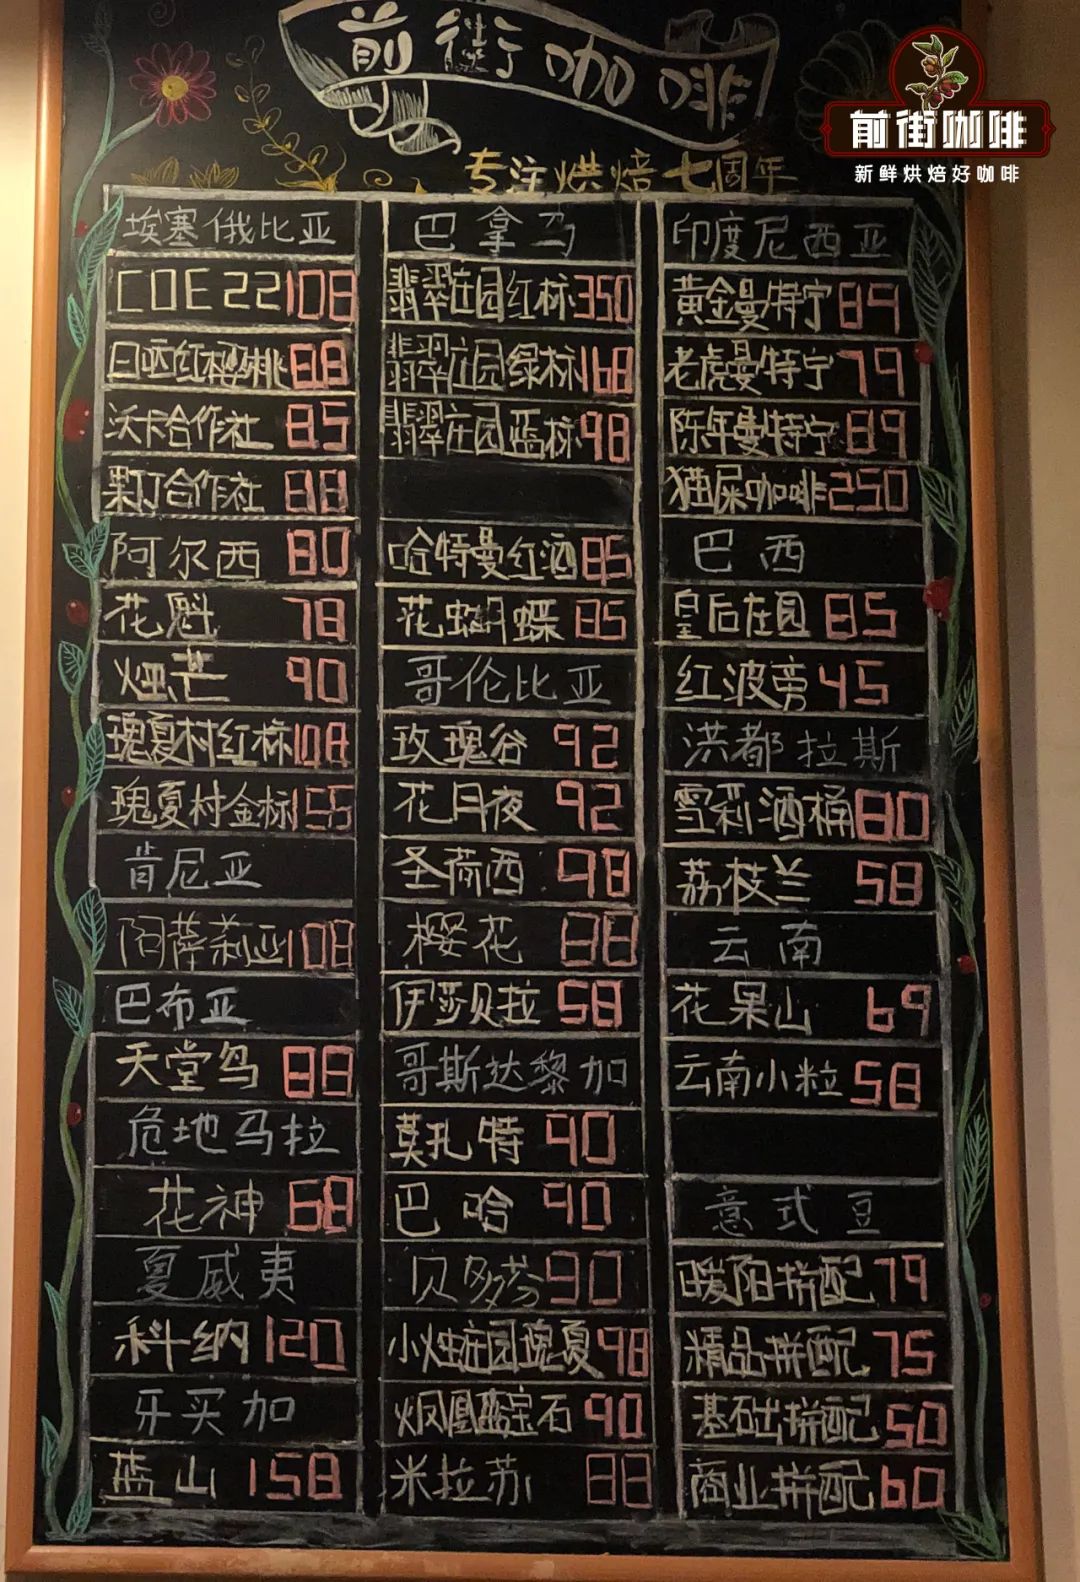 前街咖啡
前街咖啡
新鲜烘焙好咖啡
专注烘焙七周年
埃塞俄比亚
COE22 108
日晒红樱桃 88
沃卡合作社 85
果丁合作社 88
阿尔西 80
花魁 78
烛芒 90
瑰夏村红标 108
瑰夏村金标 155
肯尼亚
阿萨莉亚 108
巴布亚
天堂鸟 88
危地马拉
花神 68
夏威夷
科纳 120
牙买加
蓝山 158
巴拿马
翡翠庄园红标 350
翡翠庄园绿标 168
翡翠庄园蓝标 98
哈特曼红酒 85
花蝴蝶 85
哥伦比亚
玫瑰谷 92
花月夜 92
圣荷西 98
樱花 88
伊莎贝拉 58
哥斯达黎加
莫扎特 90
巴哈 90
贝多芬 90
小烛庄园瑰夏 98
凤凰蓝宝石 90
米拉苏 88
印度尼西亚
黄金曼特宁 89
老虎曼特宁 79
陈年曼特宁 89
猫屎咖啡 250
巴西
皇后庄园 85
红波旁 45
洪都拉斯
雪莉酒桶 80
荔枝兰 58
云南
花果山 69
云南小粒 58
意式豆
暖阳拼配 79
精品拼配 75
基础拼配 50
商业拼配 60